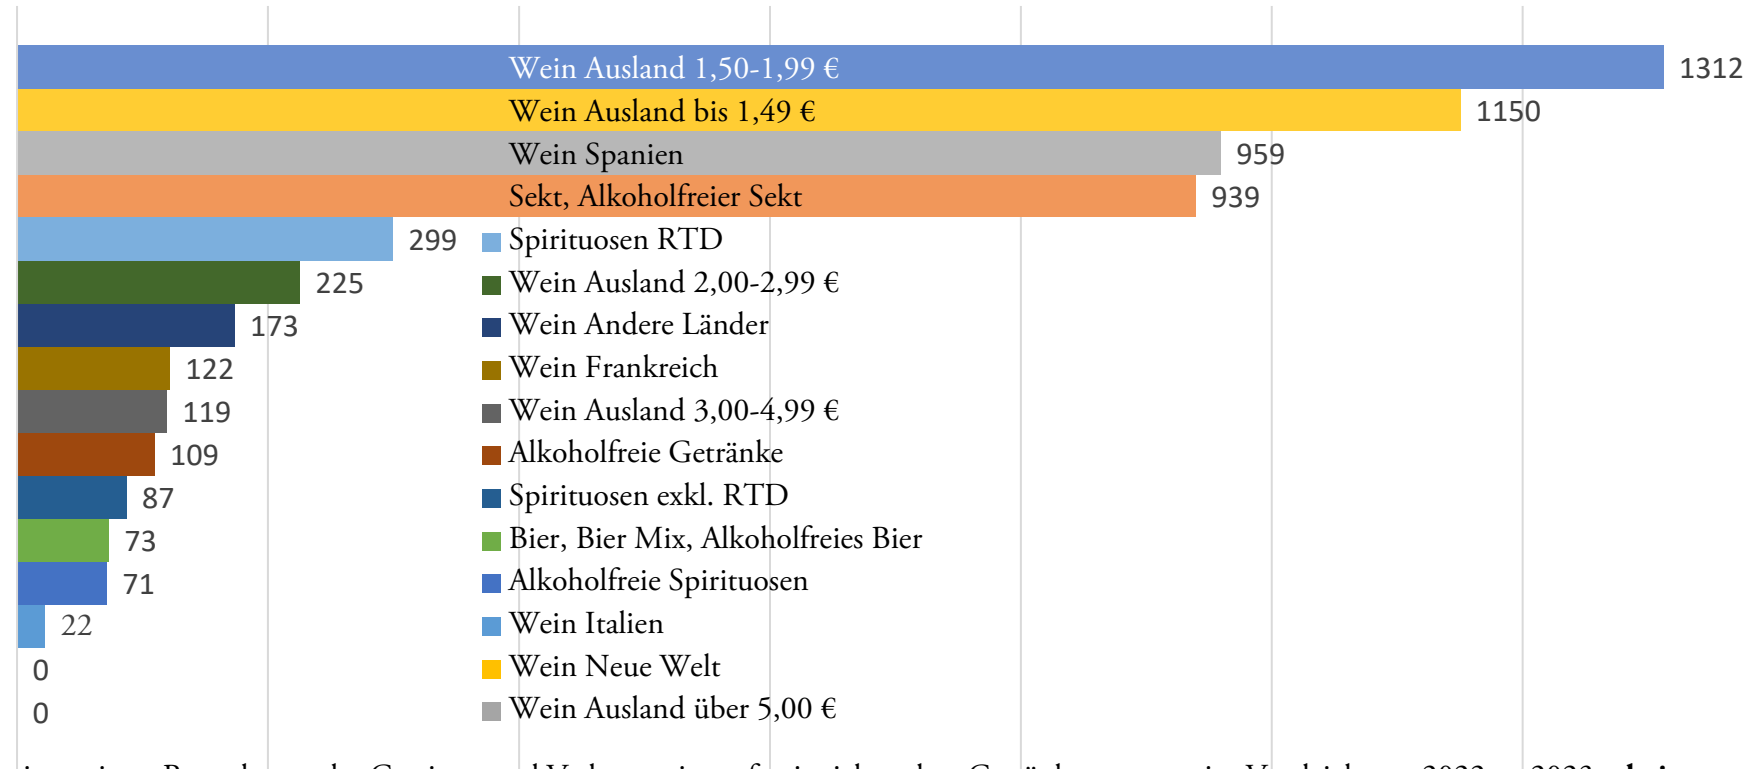 Wein Ausland 1,50-1,99 € 1312
Wein Ausland bis 1,49 € 1150
Wein Spanien 959
Sekt, Alkoholfreier Sekt 939
299 Spirituosen RTD
225 Wein Ausland 2,00-2,99 €
173 Wein Andere Länder
122 Wein Frankreich
119 Wein Ausland 3,00-4,99 €
109 Alkoholfreie Getränke
87 Spirituosen exkl. RTD
73 Bier, Bier Mix, Alkoholfreies Bier
71 Alkoholfreie Spirituosen
22 Wein Italien
0 Wein Neue Welt
0 Wein Ausland über 5,00 €